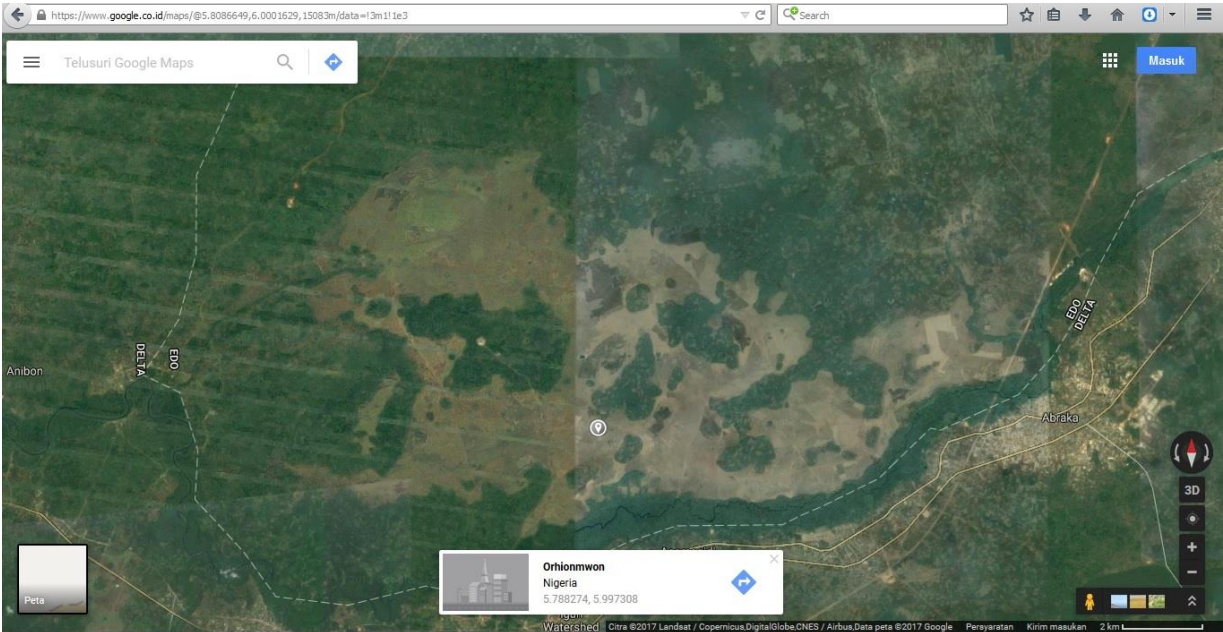 https://www.google.co.id/maps/@5.8086649,6.0001629,15083m/data=!3m1!1e3
Search
Telusuri Google Maps
Masuk
EDO
DELTA
DELTA
EDO
Anibon
Abraka
3D
Orhionmwon
Nigeria
5.788274, 5.997308
Peta
Watershed
Citra ©2017 Landsat / Copernicus,DigitalGlobe,CNES / Airbus,Data peta ©2017 Google Persyaratan Kirim masukan 2 km